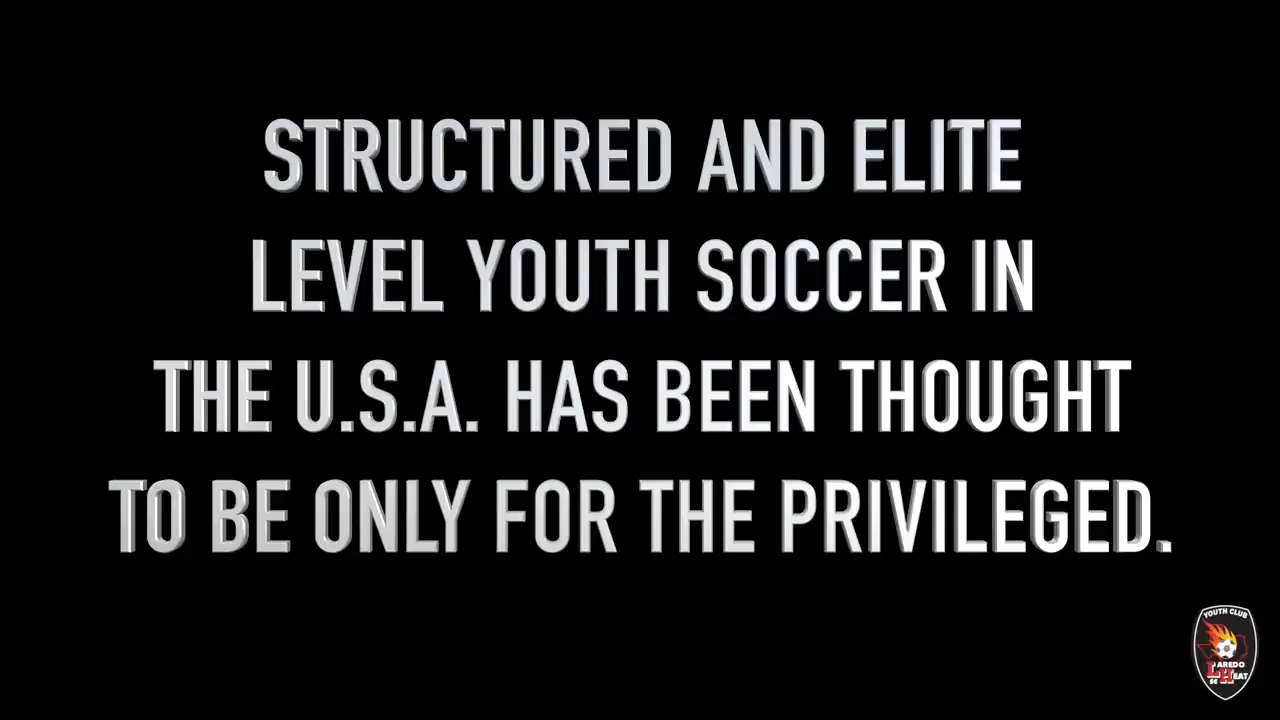 STRUCTURED AND ELITE
LEVEL YOUTH SOCCER IN
THE U.S.A. HAS BEEN THOUGHT
TO BE ONLY FOR THE PRIVILEGED.
YOUTH CLUB
LAREDO
SC HEAT